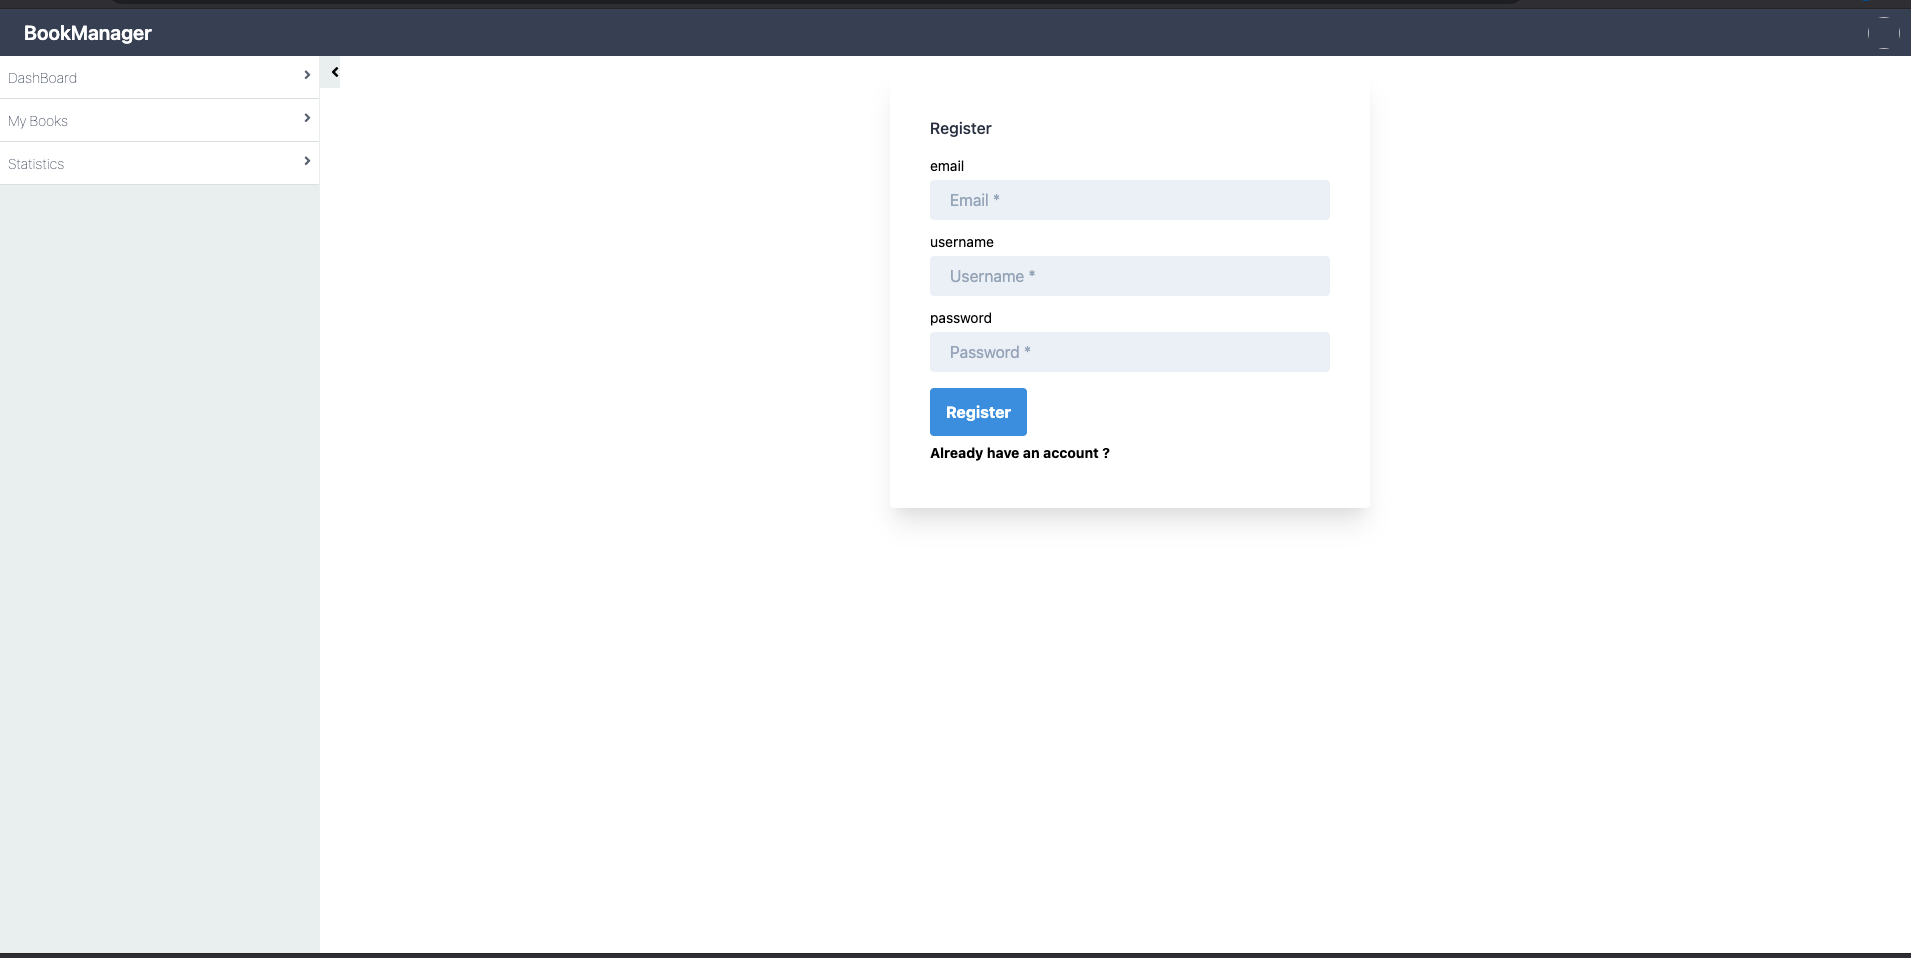 BookManager
DashBoard
My Books
Statistics
Register
email
Email *
username
Username *
password
Password *
Register
Already have an account ?